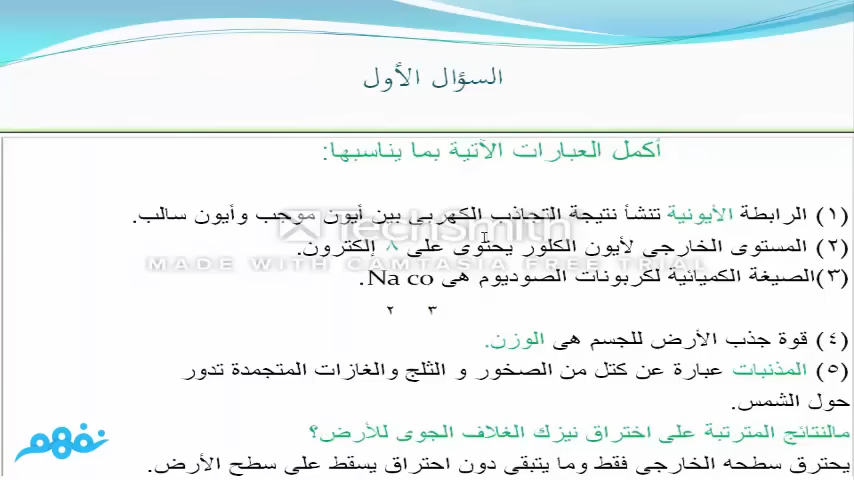 السؤال الأول
أكمل العبارات الآتية بما يناسبها:
(١) الرابطة الأيونية تنشأ نتيجة التجاذب الكهربى بين أيون موجب وأيون سالب.
TechSmith
(٢) المستوى الخارجى لأيون الكلور يحتوى على ٨ إلكترون.
MADE WITH CAMTASIA FREE TRIAL
(٣)الصيغة الكميائية لكربونات الصوديوم هى Na co.
٢ ٣
(٤) قوة جذب الأرض للجسم هى الوزن.
(٥) المذنبات عبارة عن كتل من الصخور و الثلج والغازات المتجمدة تدور
حول الشمس.
مالنتائج المترتبة على اختراق نيزك الغلاف الجوى للأرض؟
يحترق سطحه الخارجى فقط وما يتبقى دون احتراق يسقط على سطح الأرض.
نفهم